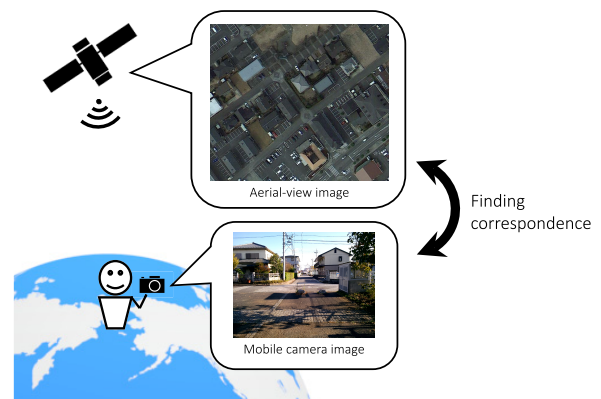 Aerial-view image
Finding
correspondence
Mobile camera image